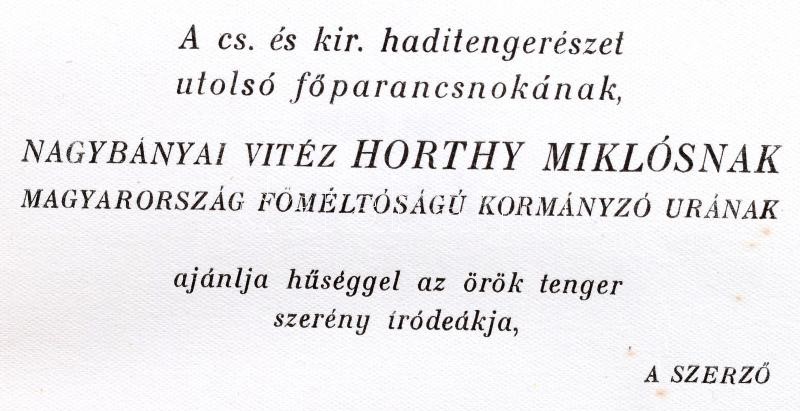 A cs. és kir. haditengerészet
utolsó főparancsnokának,
NAGYBÁNYAI VITÉZ HORTHY MIKLÓSNAK
MAGYARORSZÁG FŐMÉLTÓSÁGÚ KORMÁNYZÓ URÁNAK
ajánlja hűséggel az örök tenger
szerény íródeákja,
A SZERZŐ